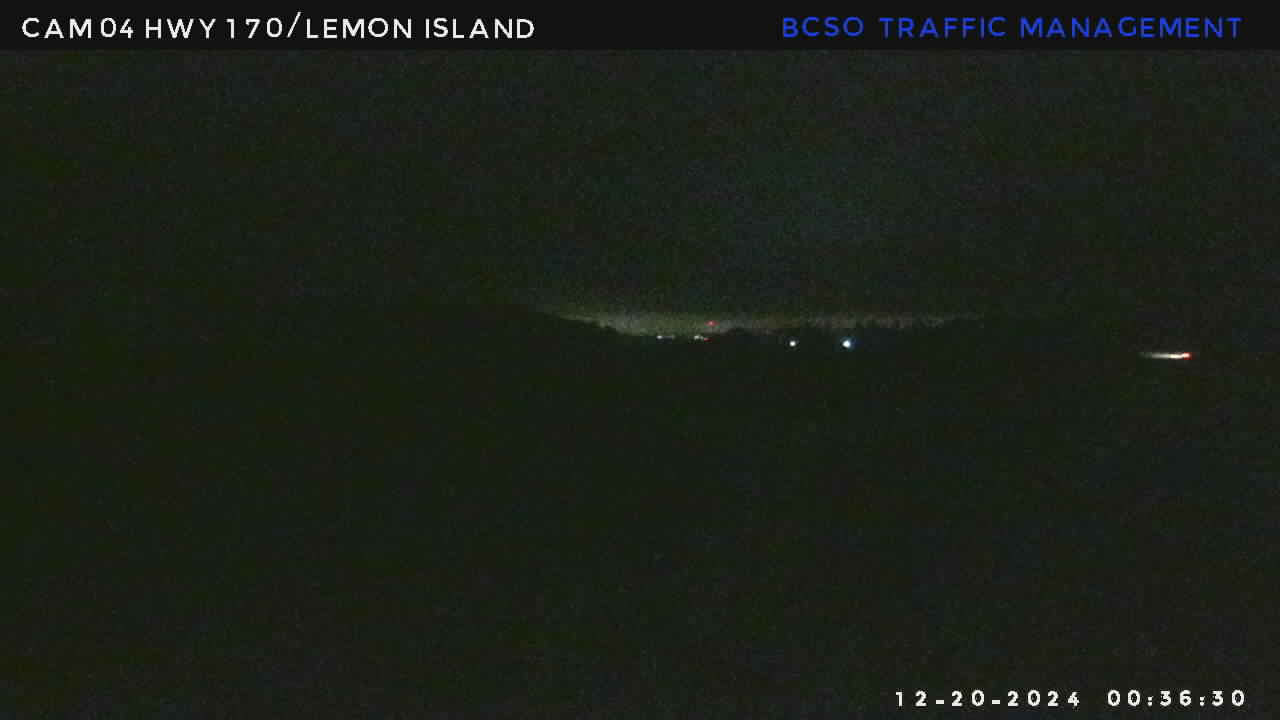 CAM04 HWY 170/LEMON ISLAND
BCSO TRAFFIC MANAGEMENT
12-20-2024 00:36:30